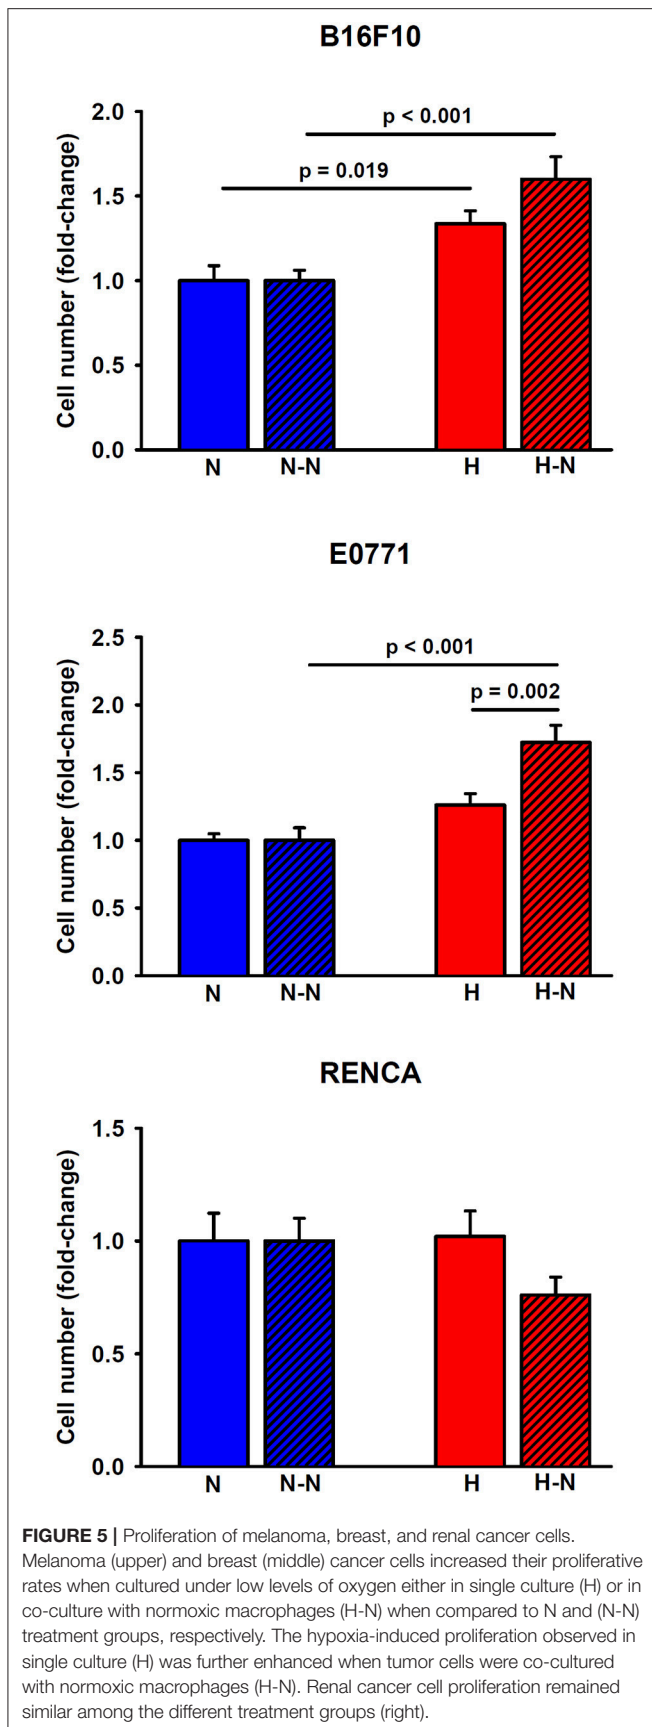 B16F10
2.0
p < 0.001
p = 0.019
1.5
1.0
0.5
0.0
Cell number (fold-change)
N N-N H H-N
E0771
2.5
p < 0.001
p = 0.002
2.0
1.5
1.0
0.5
0.0
Cell number (fold-change)
N N-N H H-N
RENCA
1.5
1.0
0.5
0.0
Cell number (fold-change)
N N-N H H-N
FIGURE 5 | Proliferation of melanoma, breast, and renal cancer cells.
Melanoma (upper) and breast (middle) cancer cells increased their proliferative
rates when cultured under low levels of oxygen either in single culture (H) or in
co-culture with normoxic macrophages (H-N) when compared to N and (N-N)
treatment groups, respectively. The hypoxia-induced proliferation observed in
single culture (H) was further enhanced when tumor cells were co-cultured
with normoxic macrophages (H-N). Renal cancer cell proliferation remained
similar among the different treatment groups (right).